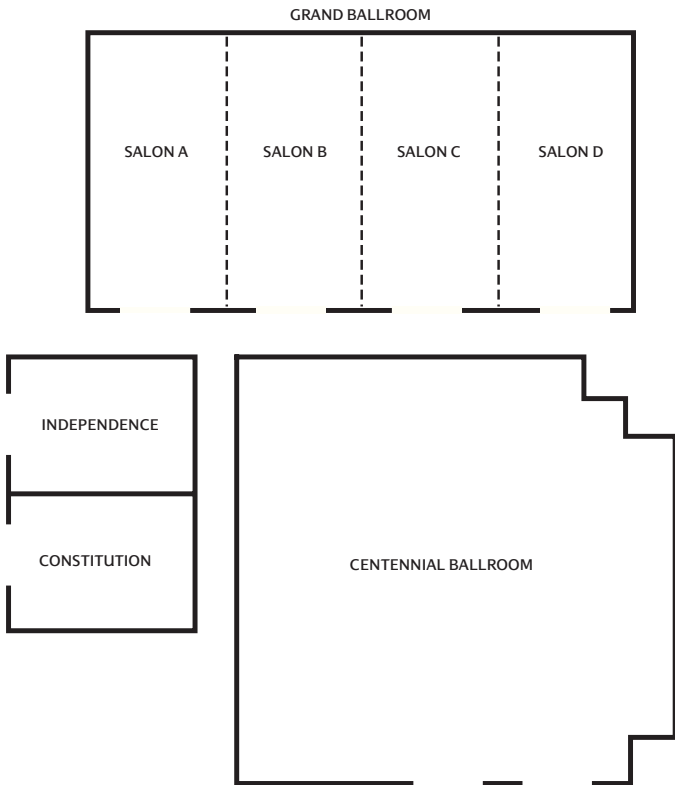 GRAND BALLROOM
SALON A
SALON B
SALON C
SALON D
INDEPENDENCE
CONSTITUTION
CENTENNIAL BALLROOM